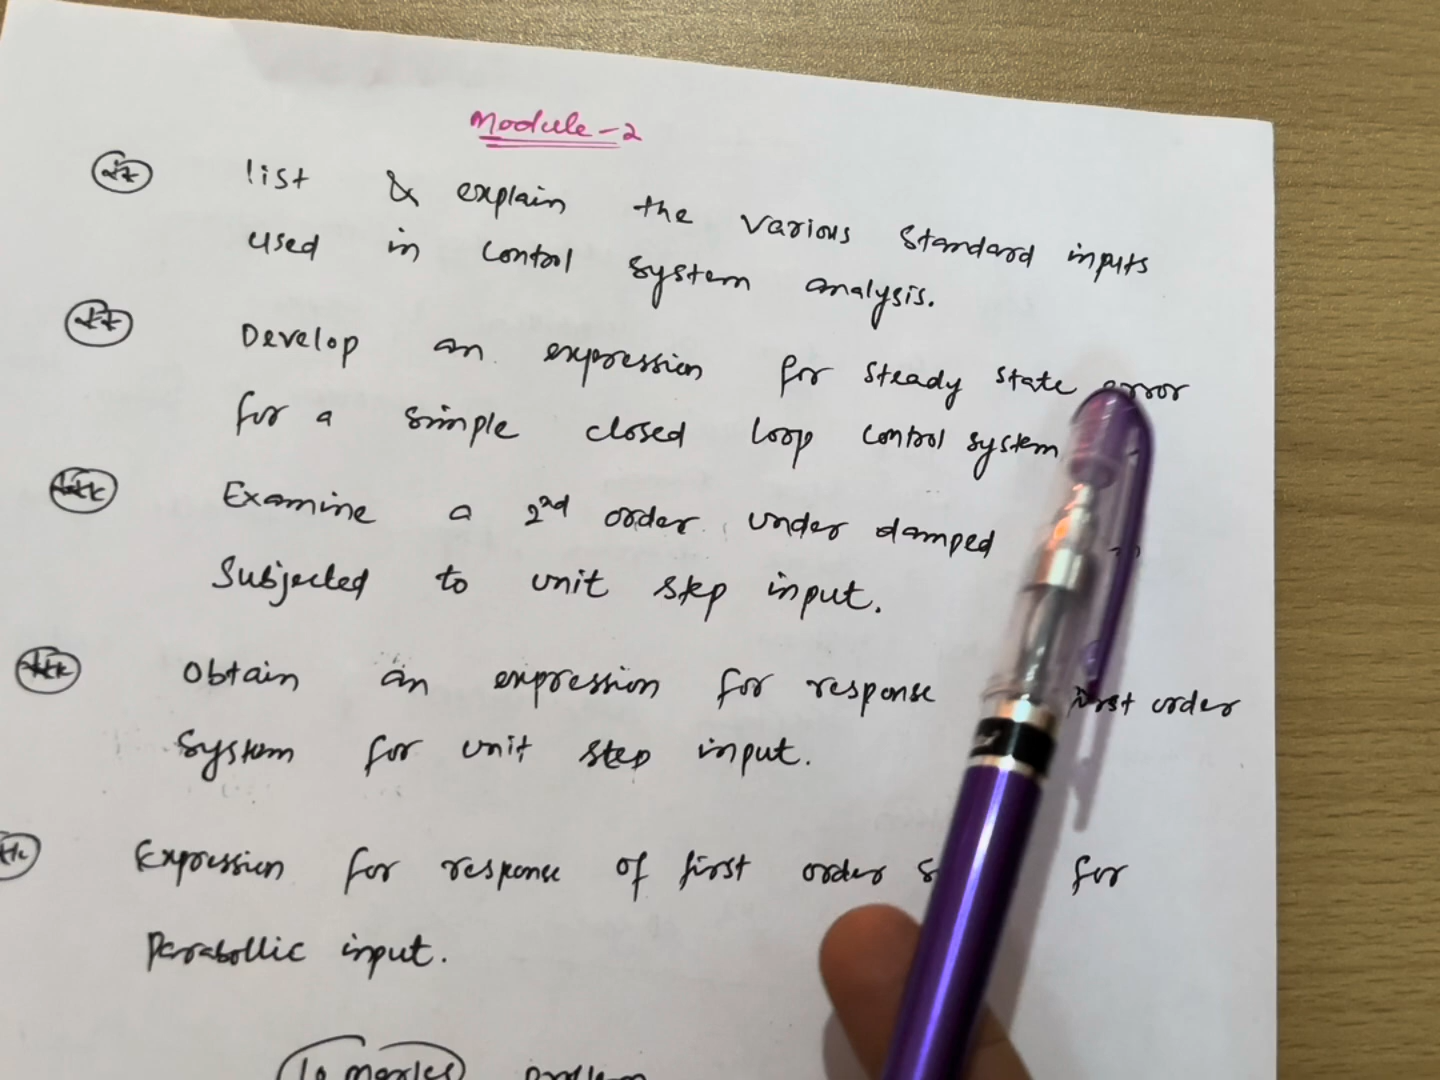 Module-2
** list & explain the various standard inputs
used in control system analysis.
** Develop an expression for steady state error
for a simple closed loop control system
*** Examine a 2nd order under damped
Subjected to unit step input.
*** Obtain an expression for response first order
system for unit step input.
Expression for response of first order for
Parabollic input.
10 marks problem